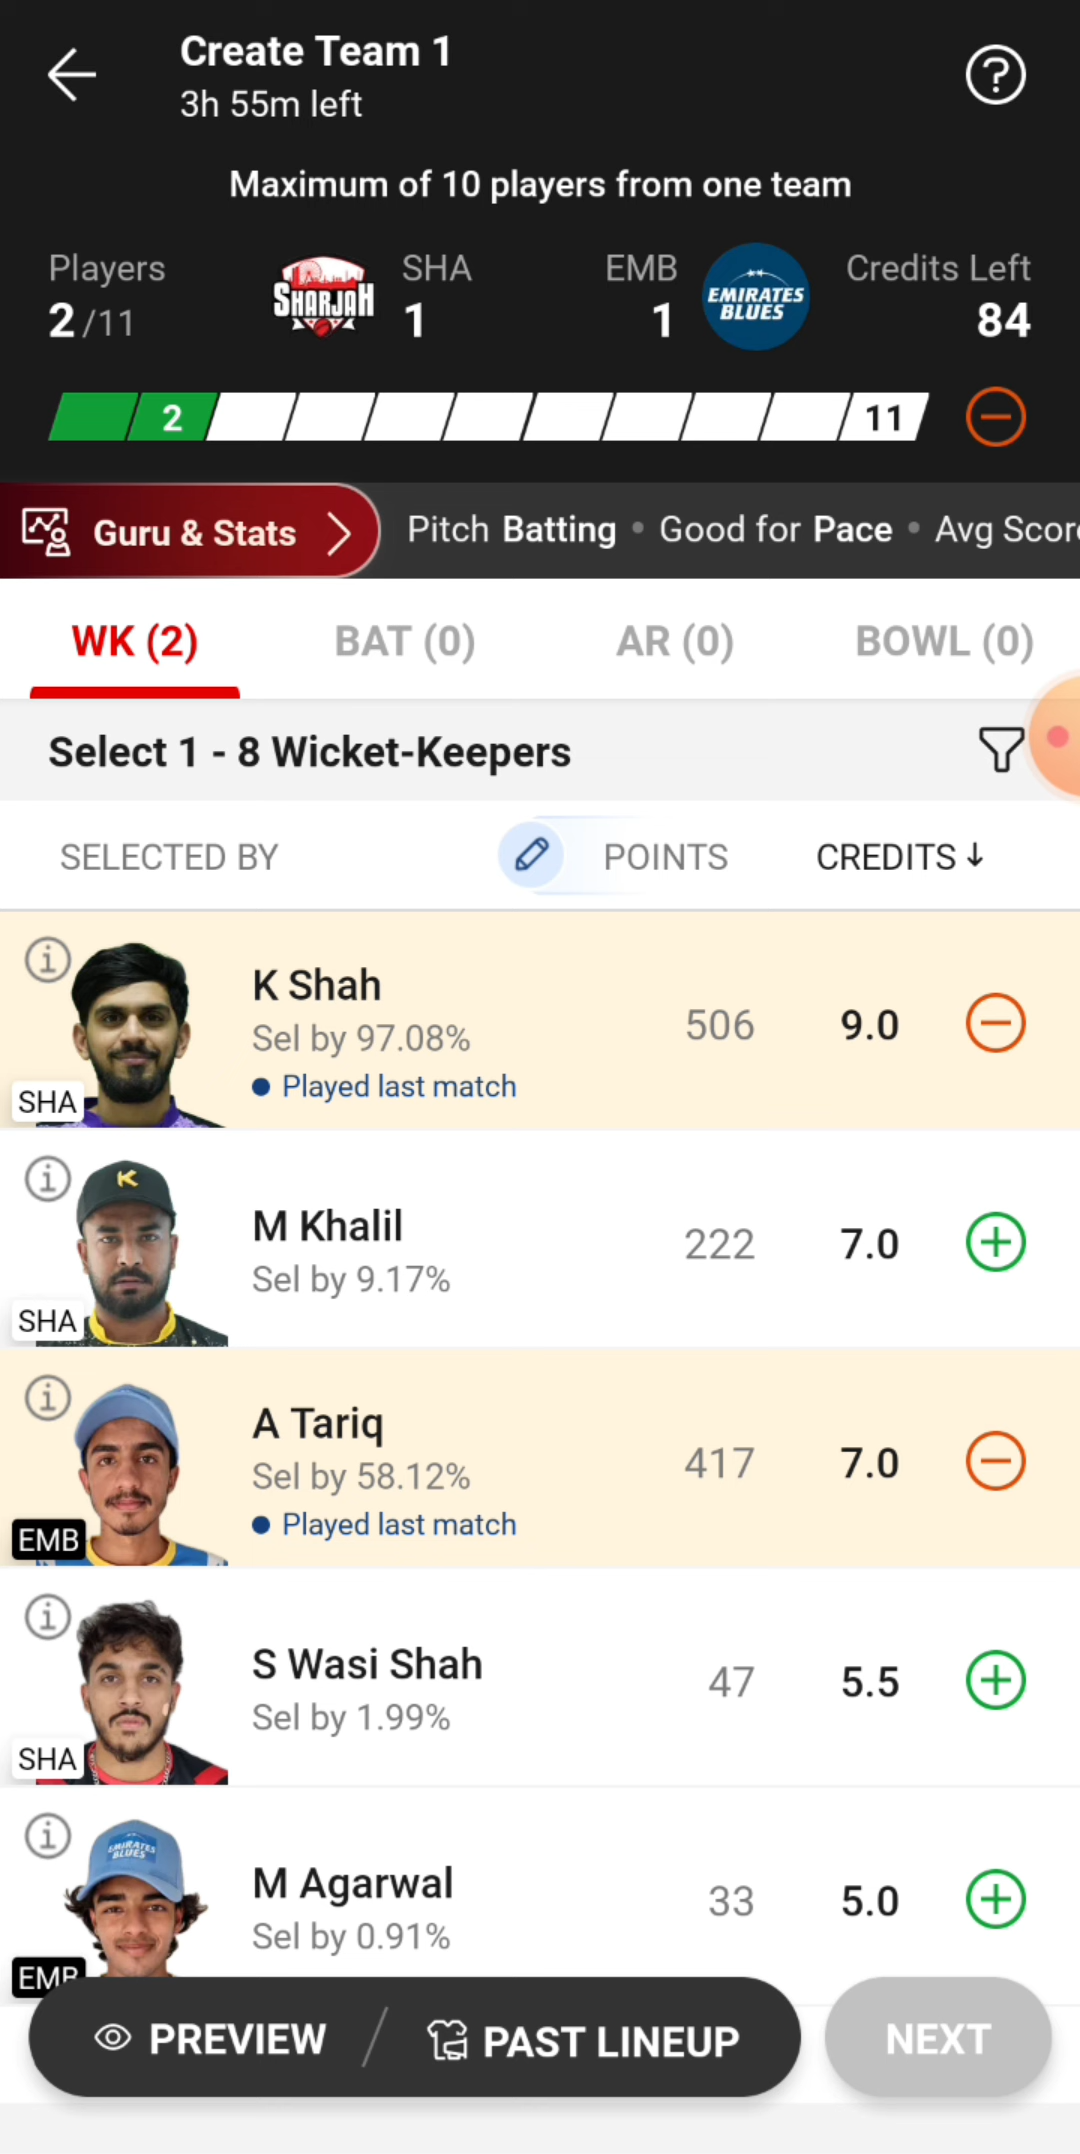 Create Team 1
3h 55m left
?
Maximum of 10 players from one team
Players
2/11
SHARJAH
SHA
1
EMB
1
EMIRATES
BLUES
Credits Left
84
2
11
Guru & Stats
Pitch Batting • Good for Pace • Avg Score
WK (2)
BAT (0)
AR (0)
BOWL (0)
Select 1 - 8 Wicket-Keepers
SELECTED BY
POINTS
CREDITS ↓
i
SHA
K Shah
Sel by 97.08%
• Played last match
506
9.0
i
K
SHA
M Khalil
Sel by 9.17%
222
7.0
i
EMB
A Tariq
Sel by 58.12%
• Played last match
417
7.0
i
SHA
S Wasi Shah
Sel by 1.99%
47
5.5
i
EMIRATES
BLUES
EMB
M Agarwal
Sel by 0.91%
33
5.0
PREVIEW / PAST LINEUP
NEXT